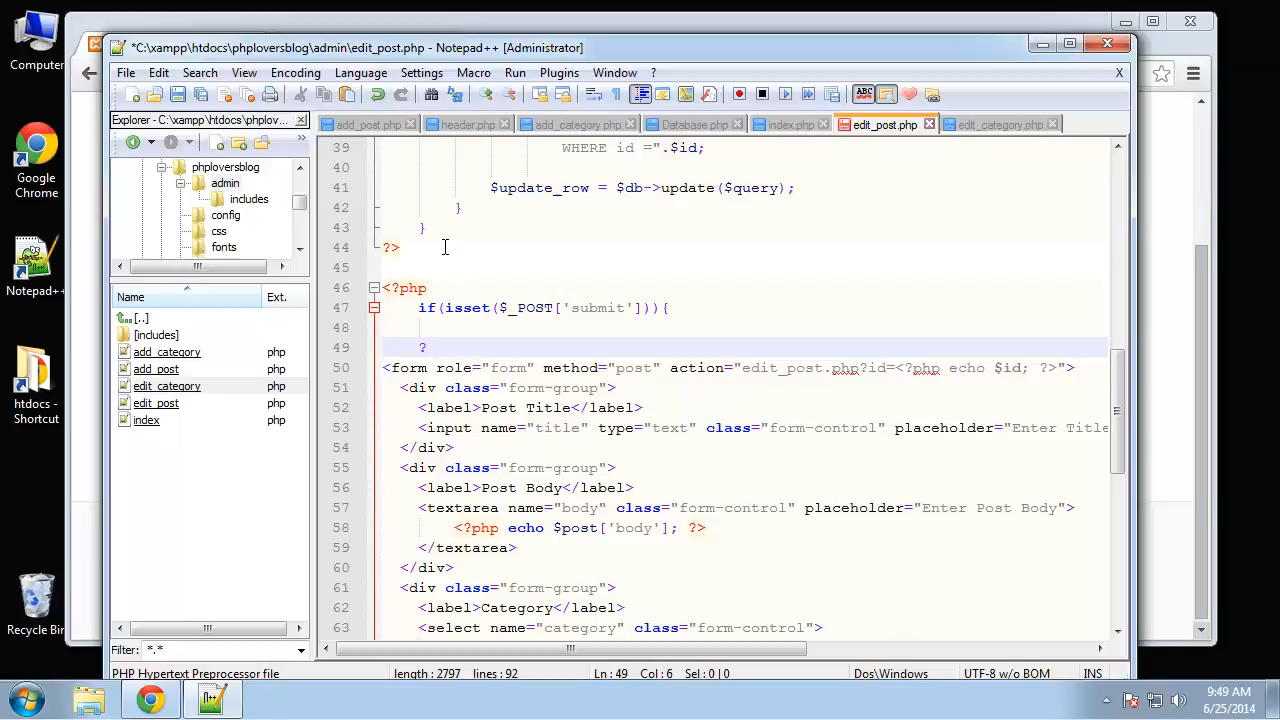 Computer
Google
Chrome
Notepad++
htdocs -
Shortcut
Recycle Bin
*C:\xampp\htdocs\phploversblog\admin\edit_post.php - Notepad++ [Administrator]
File Edit Search View Encoding Language Settings Macro Run Plugins Window ? X
Explorer - C:\xampp\htdocs\phplov...
add_post.php header.php add_category.php Database.php index.php edit_post.php edit_category.php
phploversblog
admin
includes
config
css
fonts
Name Ext.
[..]
[includes]
add_category php
add_post php
edit_category php
edit_post php
index php
Filter: *.*
39 WHERE id =".$id;
40
41 $update_row = $db->update($query);
42 }
43 }
44 ?>
45
46 <?php
47 if(isset($_POST['submit'])){
48
49 ?
50 <form role="form" method="post" action="edit_post.php?id=<?php echo $id; ?>">
51 <div class="form-group">
52 <label>Post Title</label>
53 <input name="title" type="text" class="form-control" placeholder="Enter Title
54 </div>
55 <div class="form-group">
56 <label>Post Body</label>
57 <textarea name="body" class="form-control" placeholder="Enter Post Body">
58 <?php echo $post['body']; ?>
59 </textarea>
60 </div>
61 <div class="form-group">
62 <label>Category</label>
63 <select name="category" class="form-control">
PHP Hypertext Preprocessor file length : 2797 lines : 92 Ln : 49 Col : 6 Sel : 0 | 0 Dos\Windows UTF-8 w/o BOM INS
9:49 AM
6/25/2014